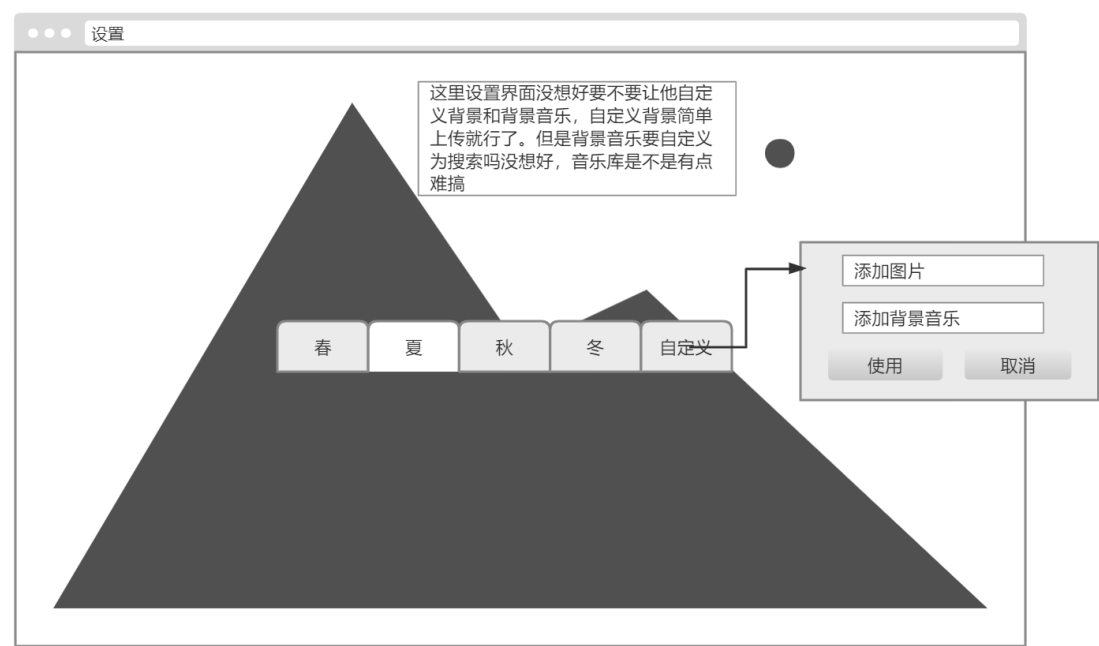 设置
这里设置界面没想好要不要让他自定
义背景和背景音乐，自定义背景简单
上传就行了。但是背景音乐要自定义
为搜索吗没想好，音乐库是不是有点
难搞
添加图片
添加背景音乐
使用 取消
春 夏 秋 冬 自定义